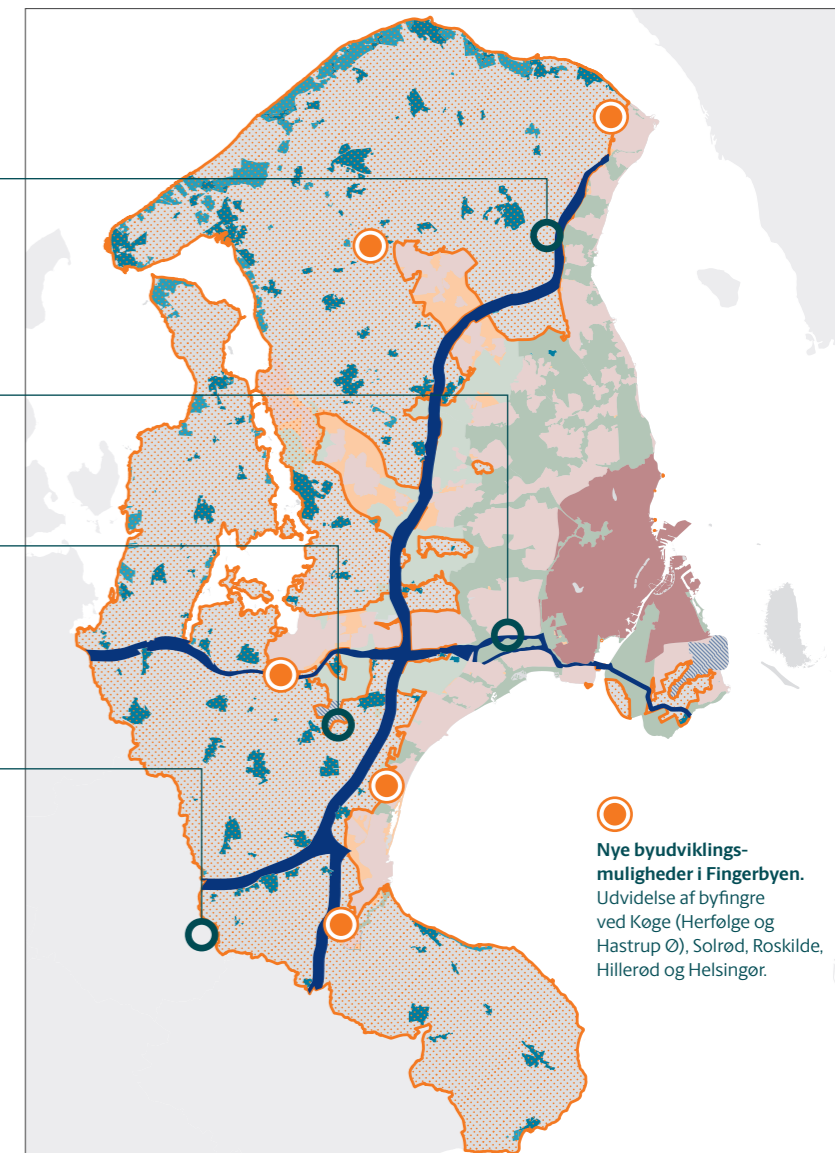 Nye byudviklings-
muligheder i Fingerbyen.
Udvidelse af byfingre
ved Køge (Herfølge og
Hastrup Ø), Solrød, Roskilde,
Hillerød og Helsingør.